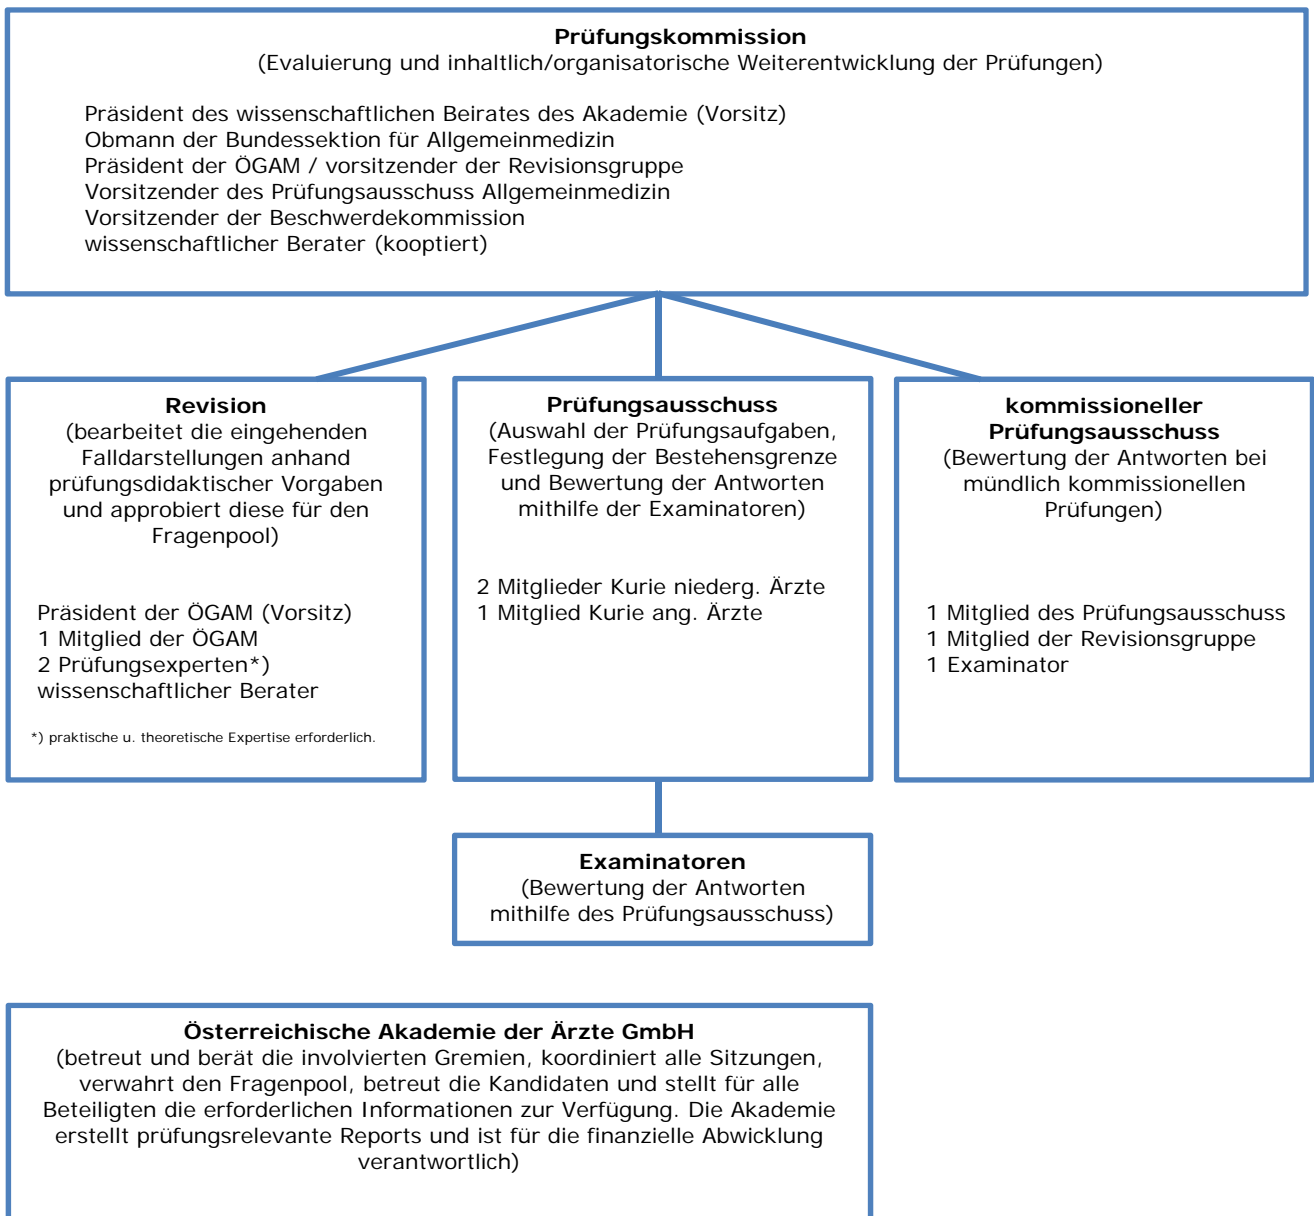 Prüfungskommission
(Evaluierung und inhaltlich/organisatorische Weiterentwicklung der Prüfungen)
Präsident des wissenschaftlichen Beirates des Akademie (Vorsitz)
Obmann der Bundessektion für Allgemeinmedizin
Präsident der ÖGAM / vorsitzender der Revisionsgruppe
Vorsitzender des Prüfungsausschuss Allgemeinmedizin
Vorsitzender der Beschwerdekommission
wissenschaftlicher Berater (kooptiert)
Revision
(bearbeitet die eingehenden
Falldarstellungen anhand
prüfungsdidaktischer Vorgaben
und approbiert diese für den
Fragenpool)
Präsident der ÖGAM (Vorsitz)
1 Mitglied der ÖGAM
2 Prüfungsexperten*)
wissenschaftlicher Berater
*) praktische u. theoretische Expertise erforderlich.
Prüfungsausschuss
(Auswahl der Prüfungsaufgaben,
Festlegung der Bestehensgrenze
und Bewertung der Antworten
mithilfe der Examinatoren)
2 Mitglieder Kurie niederg. Ärzte
1 Mitglied Kurie ang. Ärzte
kommissioneller
Prüfungsausschuss
(Bewertung der Antworten bei
mündlich kommissionellen
Prüfungen)
1 Mitglied des Prüfungsausschuss
1 Mitglied der Revisionsgruppe
1 Examinator
Examinatoren
(Bewertung der Antworten
mithilfe des Prüfungsausschuss)
Österreichische Akademie der Ärzte GmbH
(betreut und berät die involvierten Gremien, koordiniert alle Sitzungen,
verwahrt den Fragenpool, betreut die Kandidaten und stellt für alle
Beteiligten die erforderlichen Informationen zur Verfügung. Die Akademie
erstellt prüfungsrelevante Reports und ist für die finanzielle Abwicklung
verantwortlich)